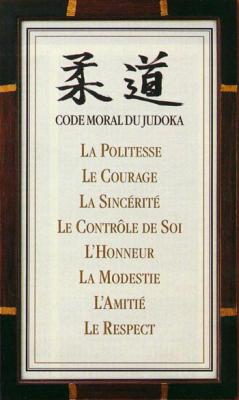 柔道
CODE MORAL DU JUDOKA
LA POLITESSE
LE COURAGE
LA SINCÉRITÉ
LE CONTRÔLE DE SOI
L'HONNEUR
LA MODESTIE
L'AMITIÉ
LE RESPECT